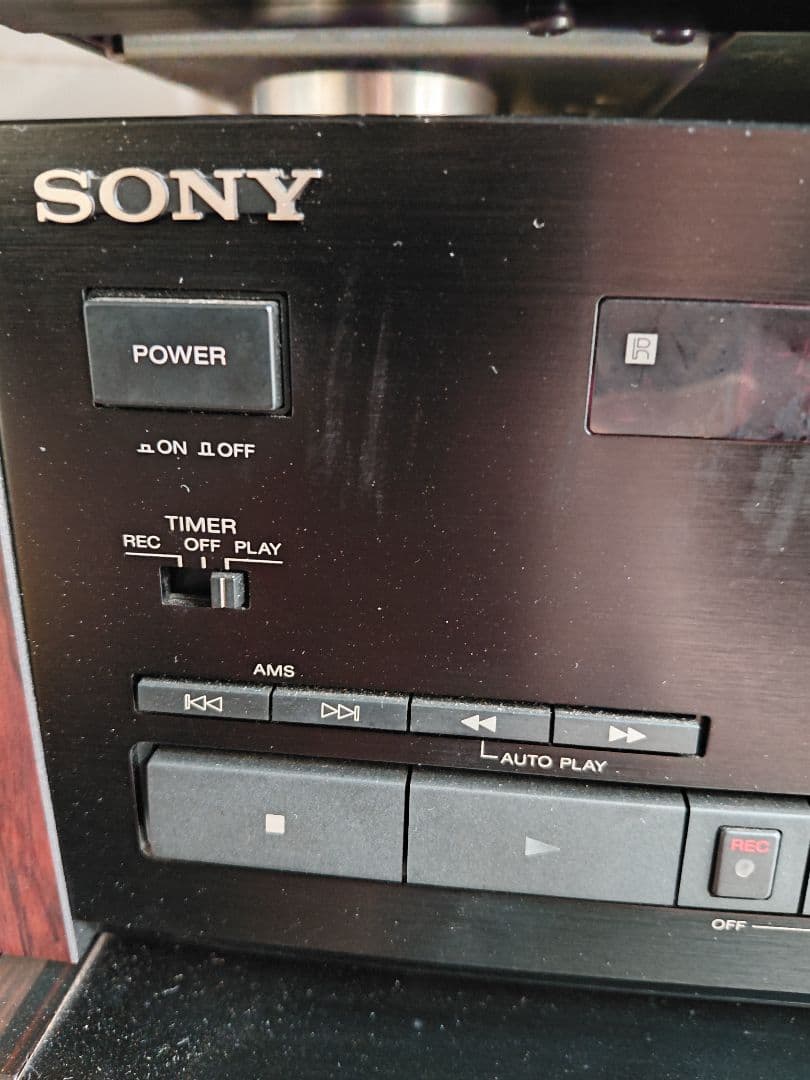 SONY
POWER
ON OFF
TIMER
REC OFF PLAY
AMS
AUTO PLAY
REC
OFF